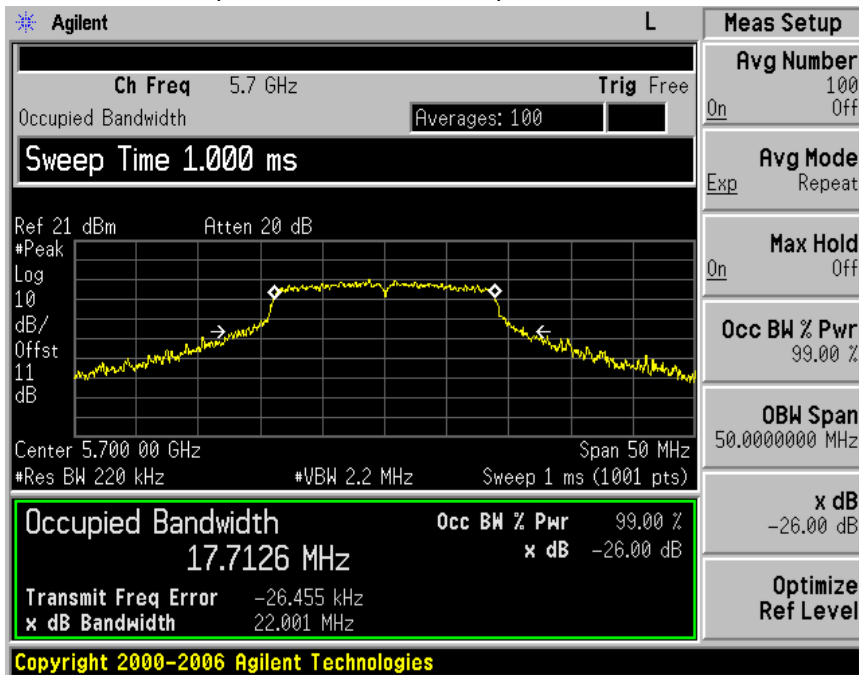 Agilent L Meas Setup
Ch Freq 5.7 GHz Trig Free
Occupied Bandwidth Averages: 100
Sweep Time 1.000 ms
Ref 21 dBm Atten 20 dB
#Peak
Log
10
dB/
Offst
11
dB
Center 5.700 00 GHz Span 50 MHz
#Res BW 220 kHz #VBW 2.2 MHz Sweep 1 ms (1001 pts)
Occupied Bandwidth Occ BW % Pwr 99.00 %
17.7126 MHz x dB -26.00 dB
Transmit Freq Error -26.455 kHz
x dB Bandwidth 22.001 MHz
Avg Number
100
On Off
Avg Mode
Exp Repeat
Max Hold
On Off
Occ BW % Pwr
99.00 %
OBW Span
50.0000000 MHz
x dB
-26.00 dB
Optimize
Ref Level
Copyright 2000-2006 Agilent Technologies